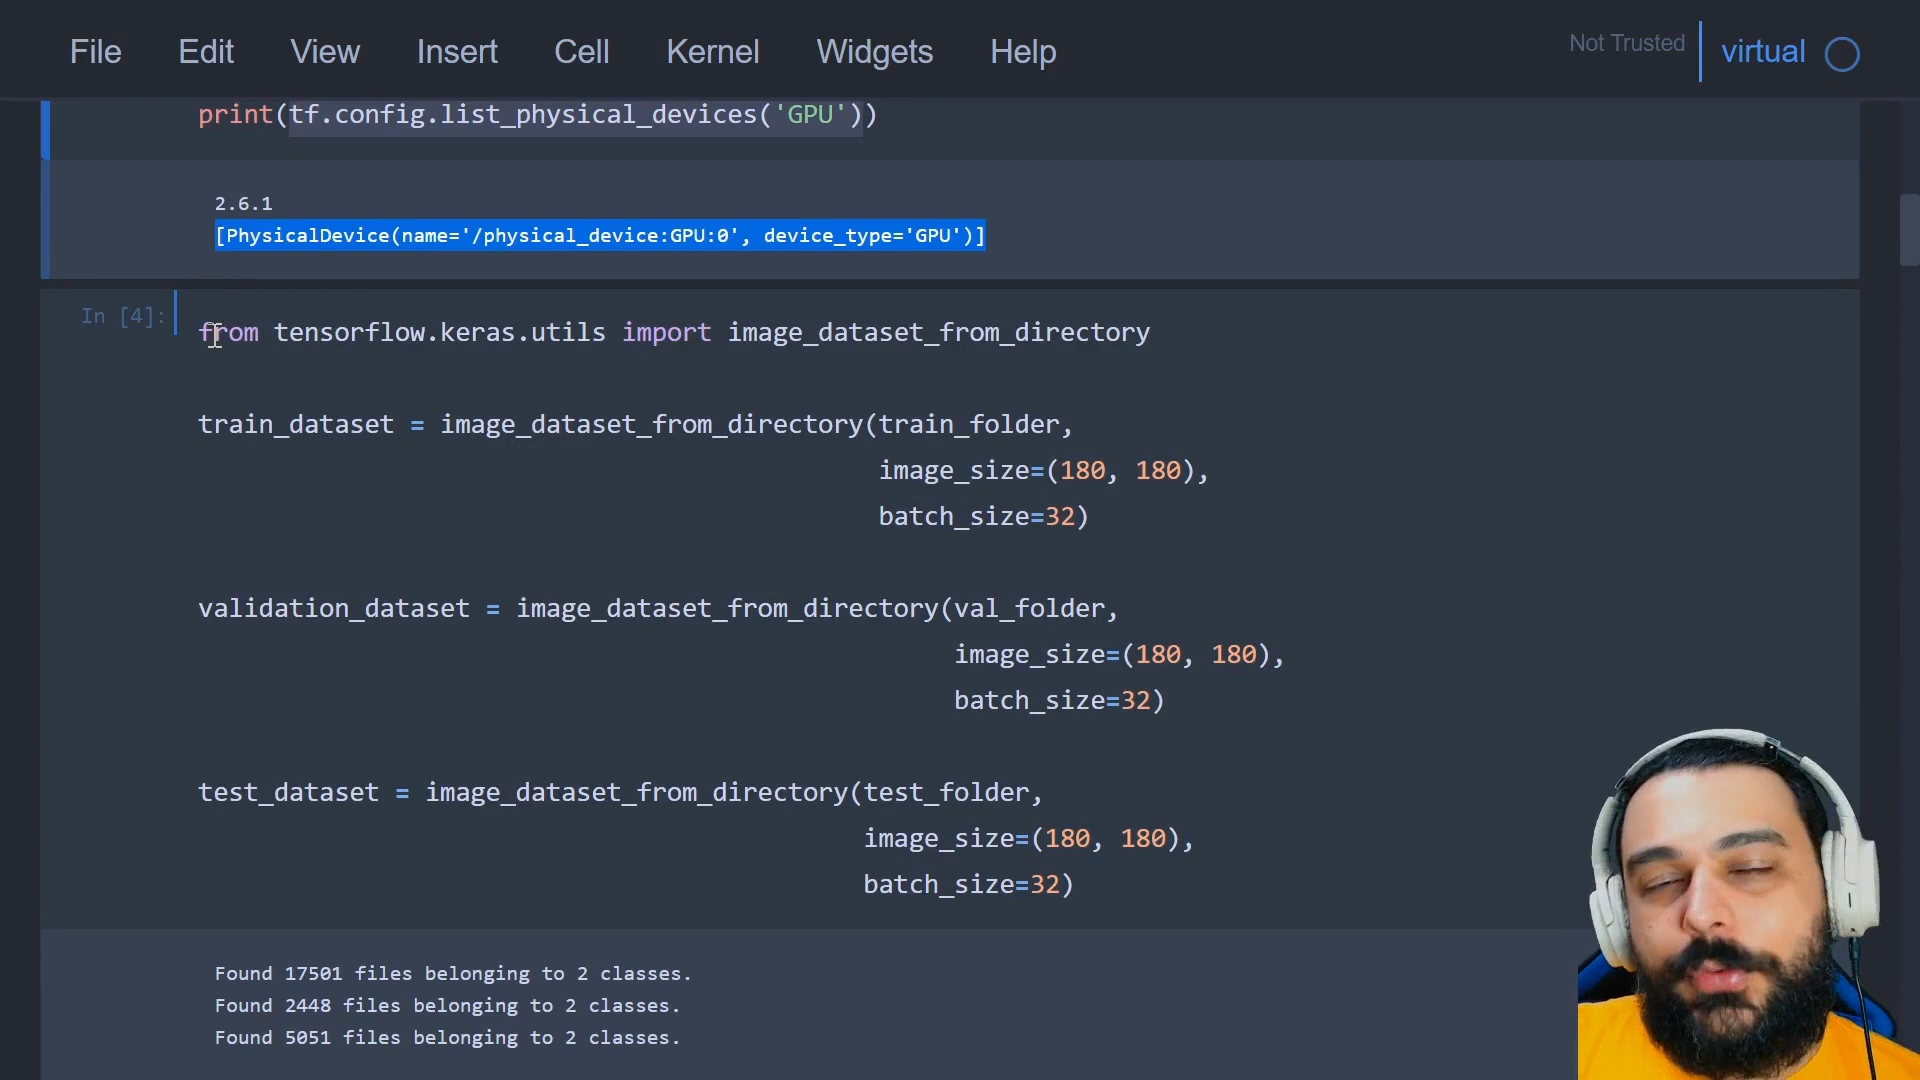 File Edit View Insert Cell Kernel Widgets Help Not Trusted virtual
print(tf.config.list_physical_devices('GPU'))
2.6.1
[PhysicalDevice(name='/physical_device:GPU:0', device_type='GPU')]
In [4]:
from tensorflow.keras.utils import image_dataset_from_directory
train_dataset = image_dataset_from_directory(train_folder,
image_size=(180, 180),
batch_size=32)
validation_dataset = image_dataset_from_directory(val_folder,
image_size=(180, 180),
batch_size=32)
test_dataset = image_dataset_from_directory(test_folder,
image_size=(180, 180),
batch_size=32)
Found 17501 files belonging to 2 classes.
Found 2448 files belonging to 2 classes.
Found 5051 files belonging to 2 classes.